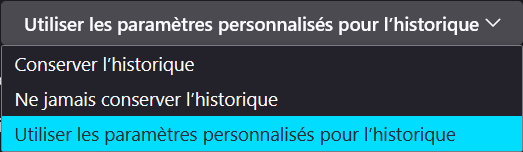 Utiliser les paramètres personnalisés pour l’historique
Conserver l’historique
Ne jamais conserver l’historique
Utiliser les paramètres personnalisés pour l’historique